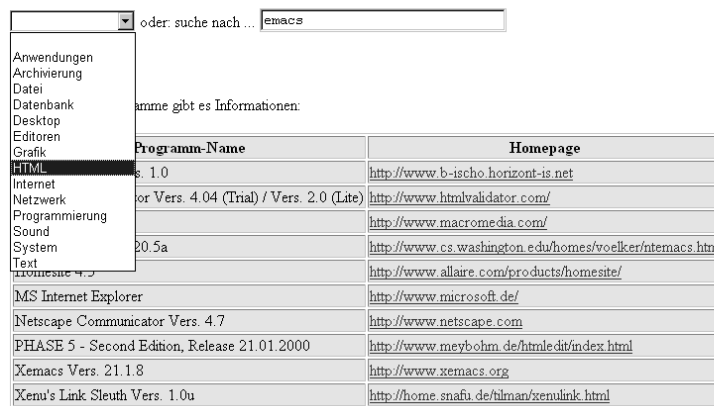 oder: suche nach ... emacs
Anwendungen
Archivierung
Datei
Datenbank
Desktop
Editoren
Grafik
HTML
Internet
Netzwerk
Programmierung
Sound
System
Text
amme gibt es Informationen:
Programm-Name Homepage
s. 1.0 http://www.b-ischo.horizont-is.net
or Vers. 4.04 (Trial) / Vers. 2.0 (Lite) http://www.htmlvalidator.com/
http://www.macromedia.com/
20.5a http://www.cs.washington.edu/homes/voelker/ntemacs.htm
Homesite 4.5 http://www.allaire.com/products/homesite/
MS Internet Explorer http://www.microsoft.de/
Netscape Communicator Vers. 4.7 http://www.netscape.com
PHASE 5 - Second Edition, Release 21.01.2000 http://www.meybohm.de/htmledit/index.html
Xemacs Vers. 21.1.8 http://www.xemacs.org
Xenu's Link Sleuth Vers. 1.0u http://home.snafu.de/tilman/xenulink.html